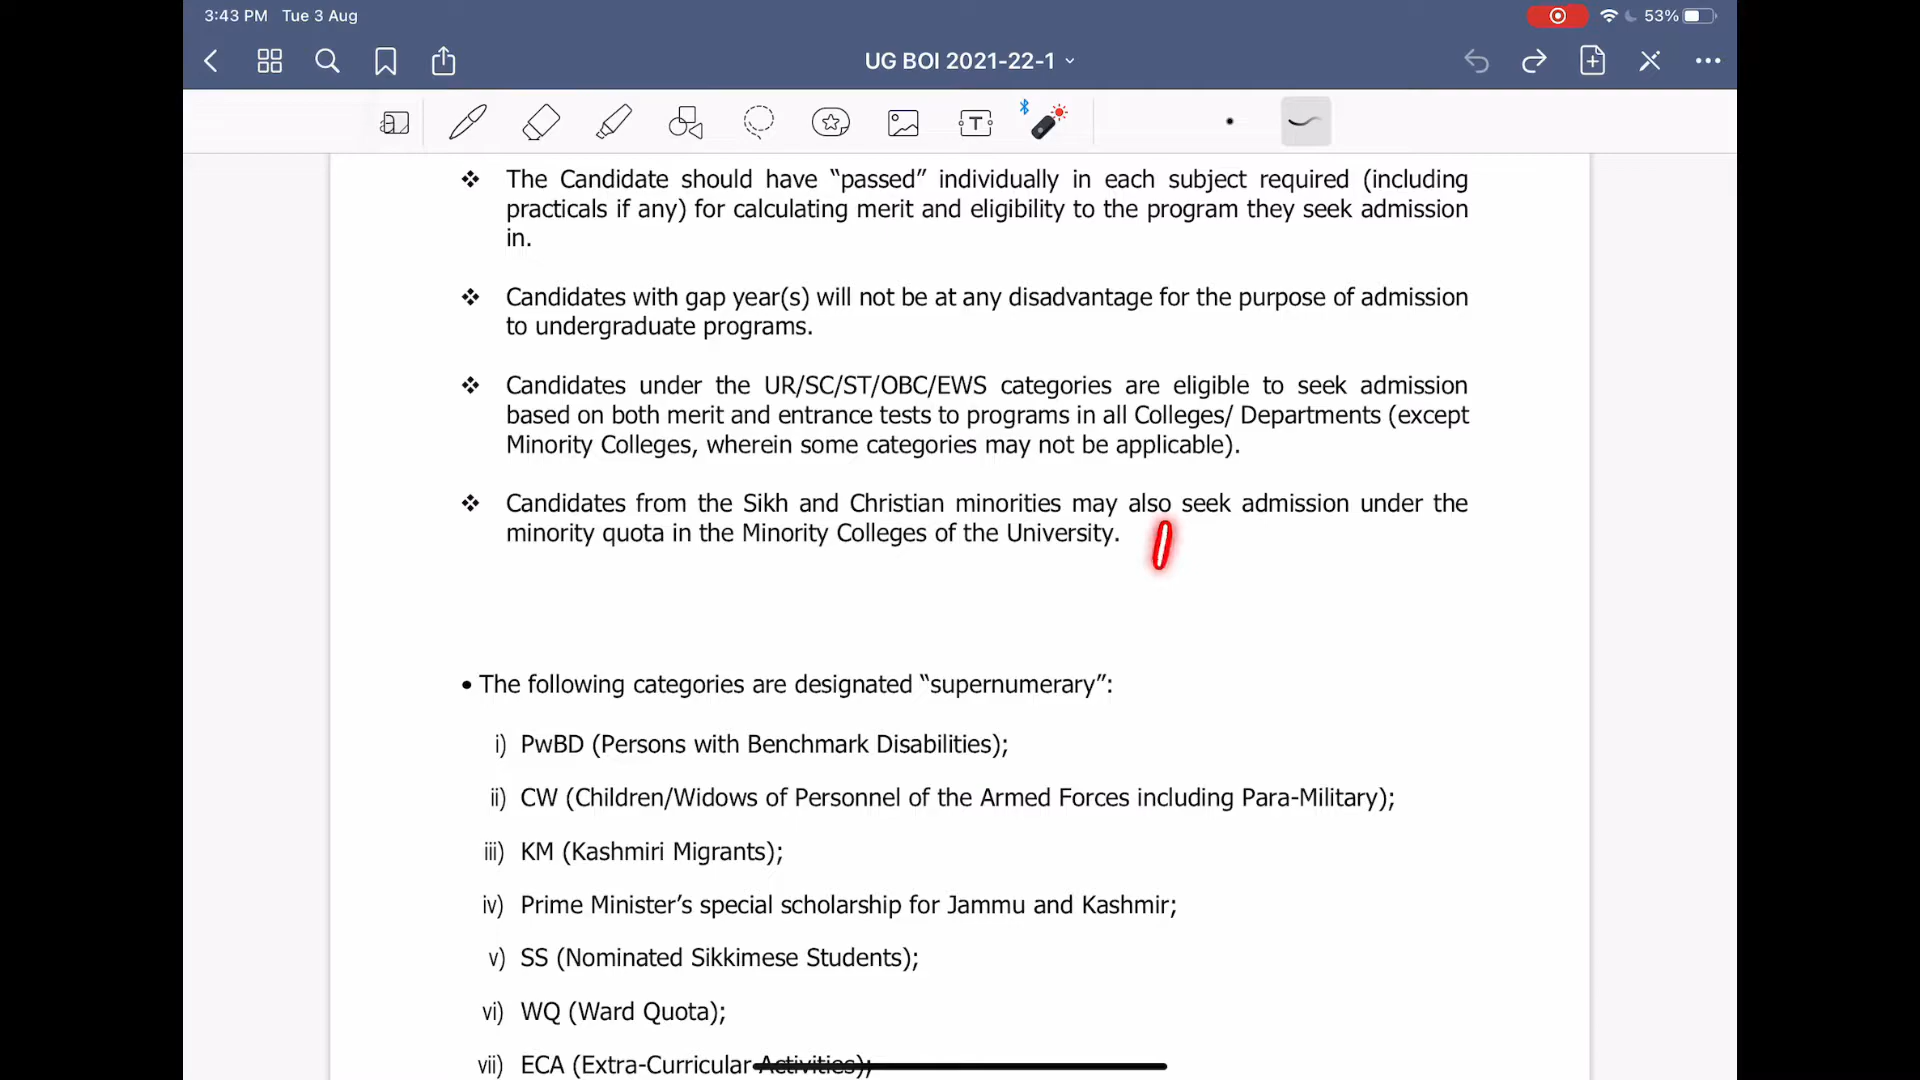 3:43 PM Tue 3 Aug
53%
UG BOI 2021-22-1
❖ The Candidate should have “passed” individually in each subject required (including
practicals if any) for calculating merit and eligibility to the program they seek admission
in.
❖ Candidates with gap year(s) will not be at any disadvantage for the purpose of admission
to undergraduate programs.
❖ Candidates under the UR/SC/ST/OBC/EWS categories are eligible to seek admission
based on both merit and entrance tests to programs in all Colleges/ Departments (except
Minority Colleges, wherein some categories may not be applicable).
❖ Candidates from the Sikh and Christian minorities may also seek admission under the
minority quota in the Minority Colleges of the University.
• The following categories are designated “supernumerary”:
i) PwBD (Persons with Benchmark Disabilities);
ii) CW (Children/Widows of Personnel of the Armed Forces including Para-Military);
iii) KM (Kashmiri Migrants);
iv) Prime Minister’s special scholarship for Jammu and Kashmir;
v) SS (Nominated Sikkimese Students);
vi) WQ (Ward Quota);
vii) ECA (Extra-Curricular Activities);